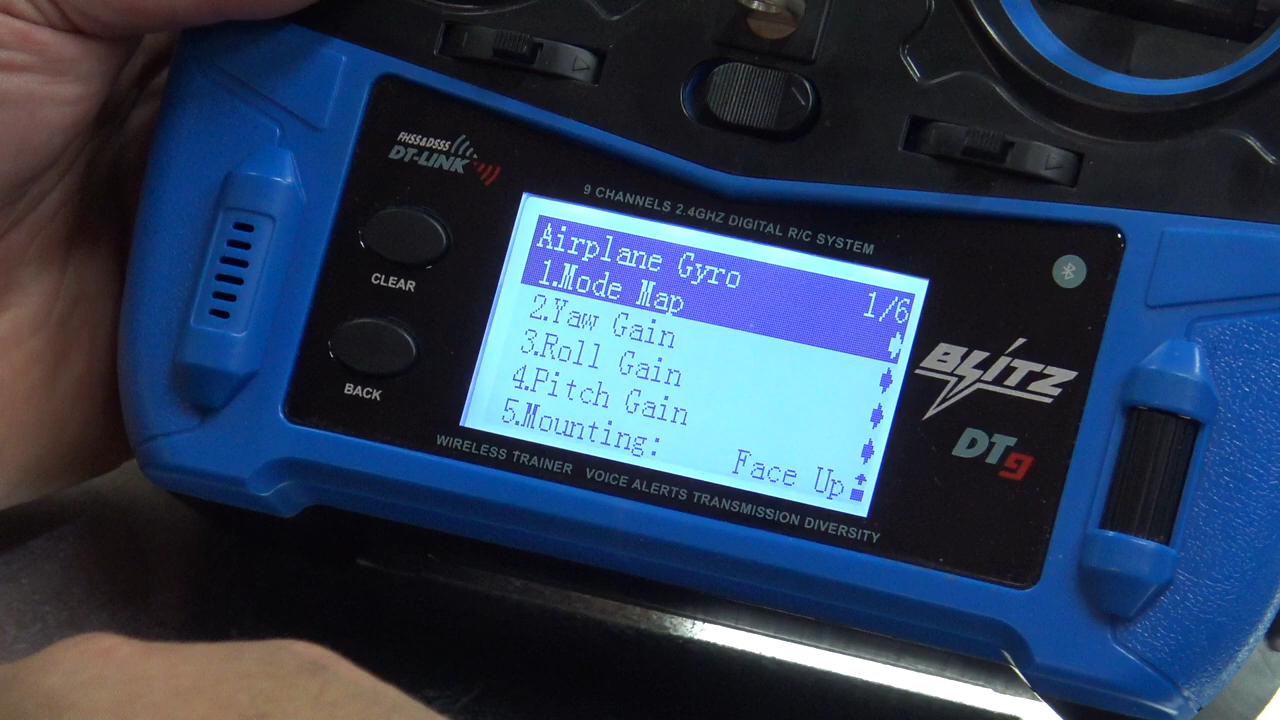 FHSS&DSSS
DT-LINK
9 CHANNELS 2.4GHZ DIGITAL R/C SYSTEM
CLEAR
BACK
Airplane Gyro 1/6
1.Mode Map
2.Yaw Gain
3.Roll Gain
4.Pitch Gain
5.Mounting: Face Up
BLITZ
DT9
WIRELESS TRAINER VOICE ALERTS TRANSMISSION DIVERSITY